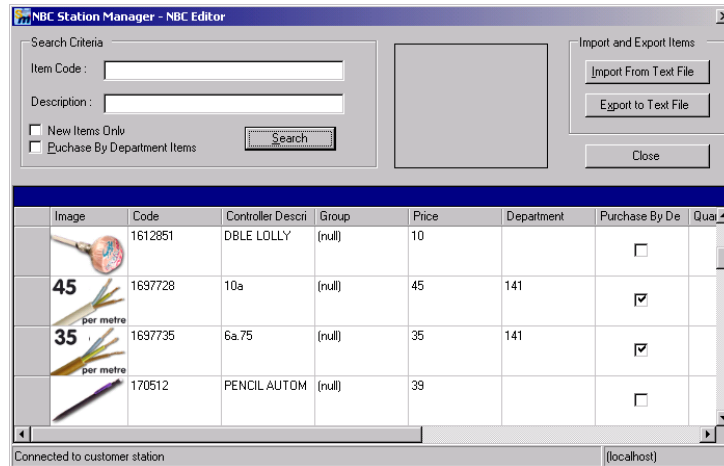 NBC Station Manager - NBC Editor
Search Criteria
Item Code :
Description :
New Items Only
Puchase By Department Items
Search
Import and Export Items
Import From Text File
Export to Text File
Close
Image Code Controller Descri Group Price Department Purchase By De Quar
1612851 DBLE LOLLY (null) 10
45 per metre 1697728 10a (null) 45 141
35 per metre 1697735 6a.75 (null) 35 141
170512 PENCIL AUTOM (null) 39
Connected to customer station (localhost)